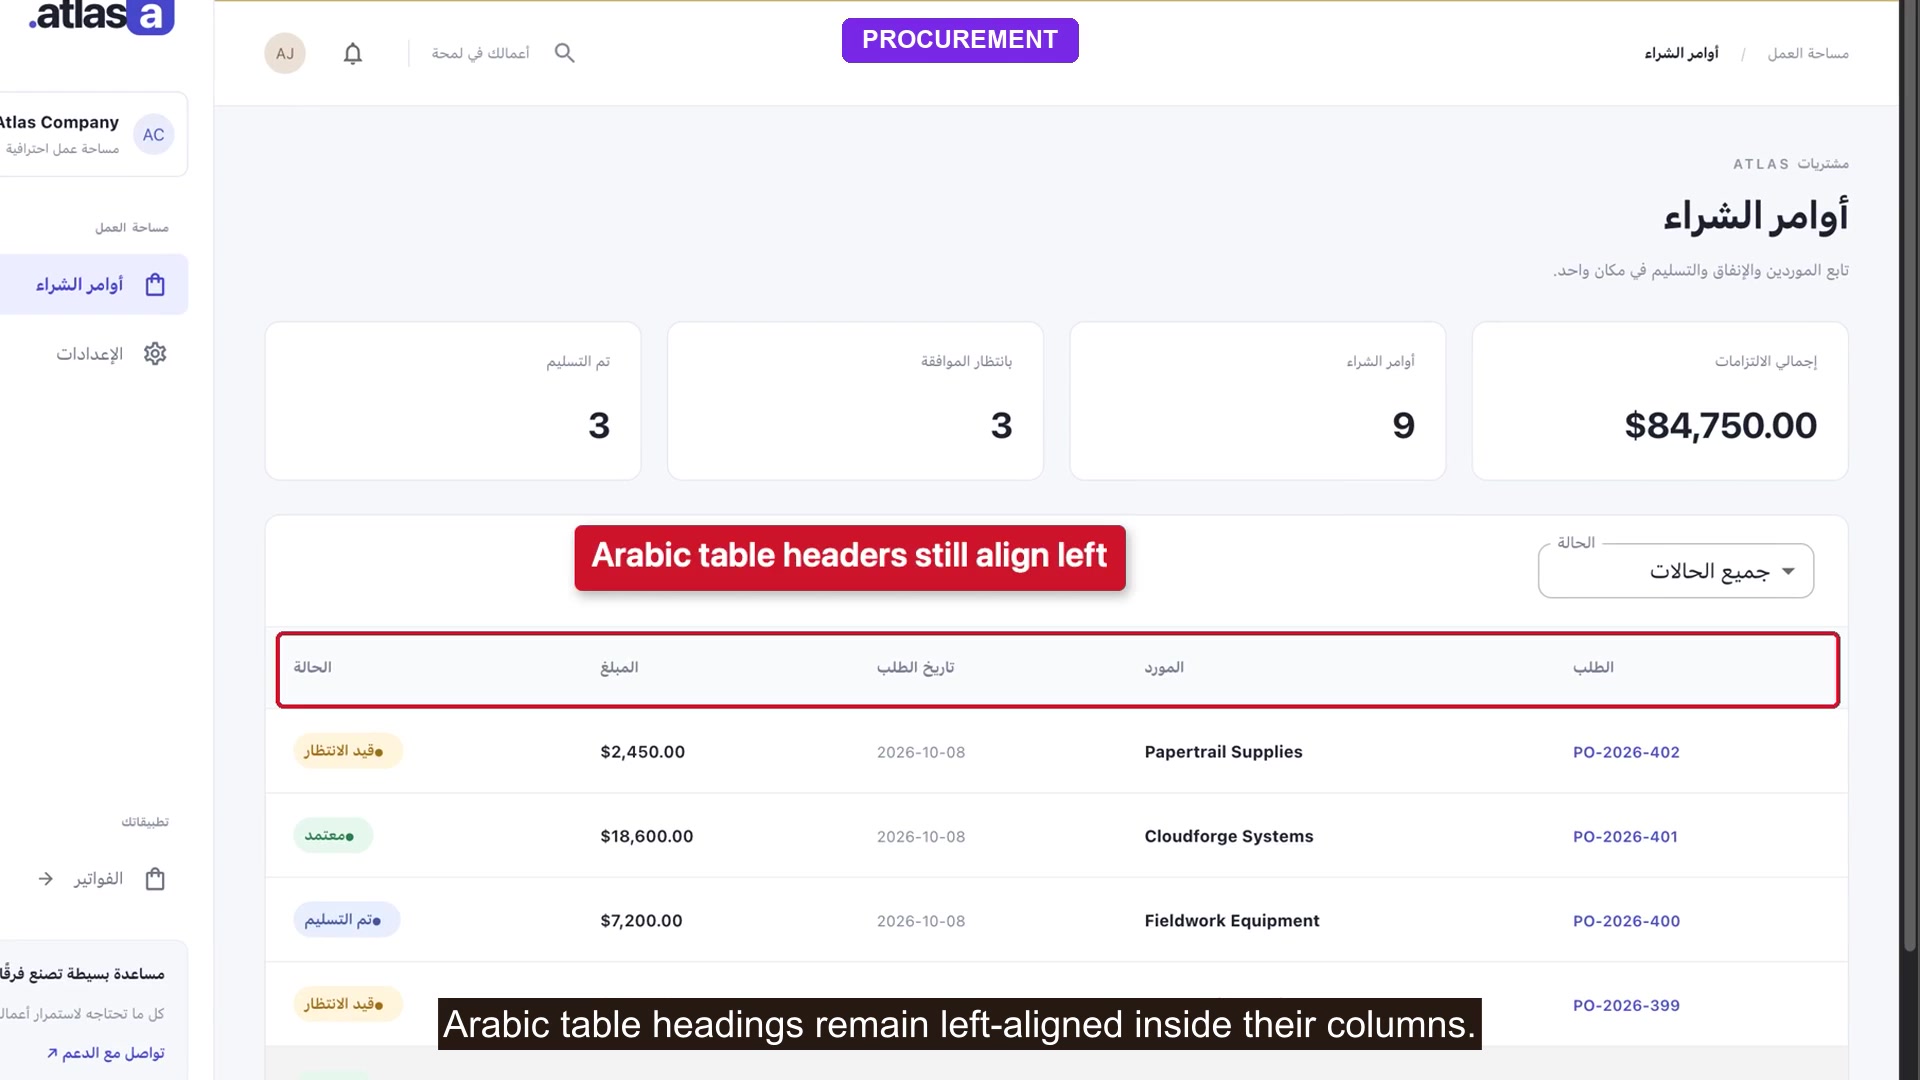 .atlas a
PROCUREMENT
مساحة العمل / أوامر الشراء
أعمالك في لمحة
AJ
AC
Atlas Company
مساحة عمل احترافية
مساحة العمل
أوامر الشراء
الإعدادات
تطبيقاتك
الفواتير →
مساعدة بسيطة تصنع فرقًا
كل ما تحتاجه لاستمرار
تواصل مع الدعم ↗
مشتريات ATLAS
أوامر الشراء
تابع الموردين والإنفاق والتسليم في مكان واحد.
إجمالي الالتزامات
$84,750.00
أوامر الشراء
9
بانتظار الموافقة
3
تم التسليم
3
Arabic table headers still align left
الحالة
جميع الحالات
الطلب المورد تاريخ الطلب المبلغ الحالة
PO-2026-402 Papertrail Supplies 2026-10-08 $2,450.00 قيد الانتظار
PO-2026-401 Cloudforge Systems 2026-10-08 $18,600.00 معتمد
PO-2026-400 Fieldwork Equipment 2026-10-08 $7,200.00 تم التسليم
PO-2026-399 قيد الانتظار
Arabic table headings remain left-aligned inside their columns.